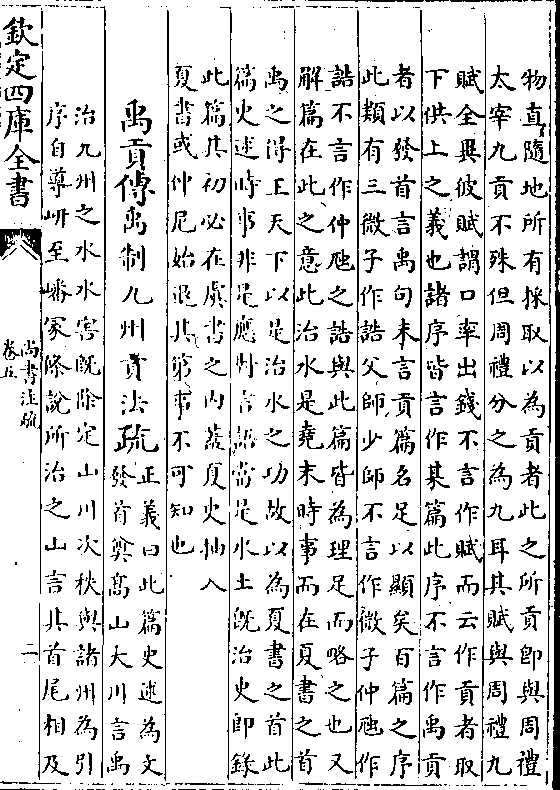 物直隨地所有採取以為貢者此之所貢即與周禮
太宰九貢不殊但周禮分之為九耳其賦與周禮九
賦全異彼賦謂口率出錢不言作賦而云作貢者取
下供上之義也諸序皆言作某篇此序不言作禹貢
者以發首言禹句末言貢篇名足以顯矣百篇之序
此類有三微子作誥父師少師不言作微子仲虺作
誥不言作仲虺之誥與此篇皆為理足而略之也又
解篇在此之意此治水是堯末時事而在夏書之首
禹之得王天下以是治水之功故以為夏書之首此
篇史述時事非是應對言語當是水土既治史即錄
此篇其初必在虞書之內蓋夏史抽入
夏書或仲尼始退其第事不可知也
禹貢傳禹制九州貢法疏正義曰此篇史述為文
發首奠高山大川言禹
治九州之水水害既除定山川次秩與諸州為引
序自導岍至嶓冢條說所治之山言其首尾相及
欽定四庫全書
尚書注疏
卷五
二